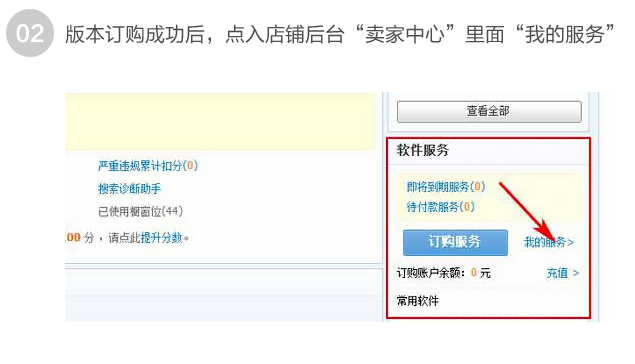 02 版本订购成功后，点入店铺后台“卖家中心”里面“我的服务”
查看全部
软件服务
严重违规累计扣分(0)
即将到期服务(0)
搜索诊断助手
待付款服务(0)
已使用橱窗位(44)
.00 分 ，请点此提升分数。
订购服务
我的服务>
订购账户余额：0 元
充值 >
常用软件